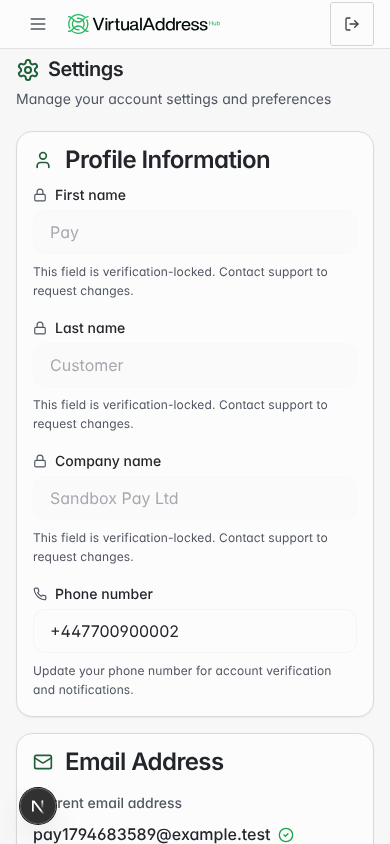 VirtualAddress Hub
Settings
Manage your account settings and preferences
Profile Information
First name
Pay
This field is verification-locked. Contact support to
request changes.
Last name
Customer
This field is verification-locked. Contact support to
request changes.
Company name
Sandbox Pay Ltd
This field is verification-locked. Contact support to
request changes.
Phone number
+447700900002
Update your phone number for account verification
and notifications.
Email Address
N
rent email address
pay1794683589@example.test